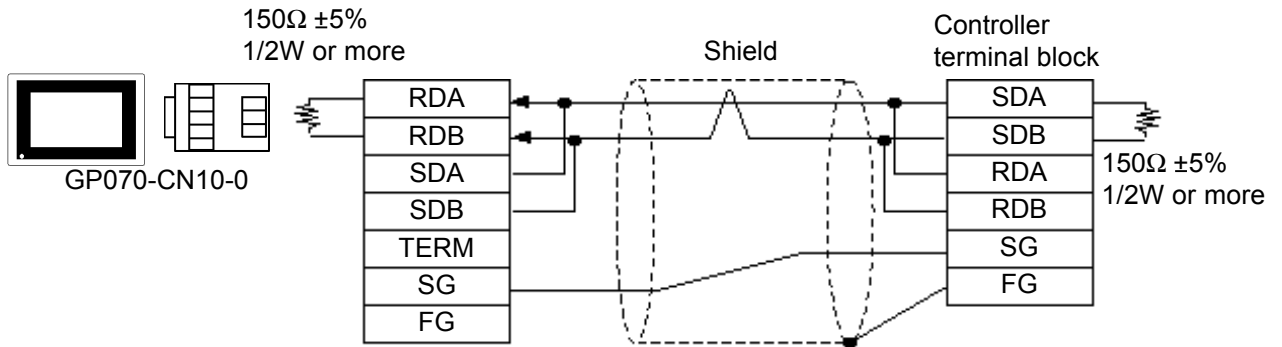 150Ω ±5%
1/2W or more
GP070-CN10-0
RDA
RDB
SDA
SDB
TERM
SG
FG
Shield
Controller
terminal block
SDA
SDB
RDA
RDB
SG
FG
150Ω ±5%
1/2W or more